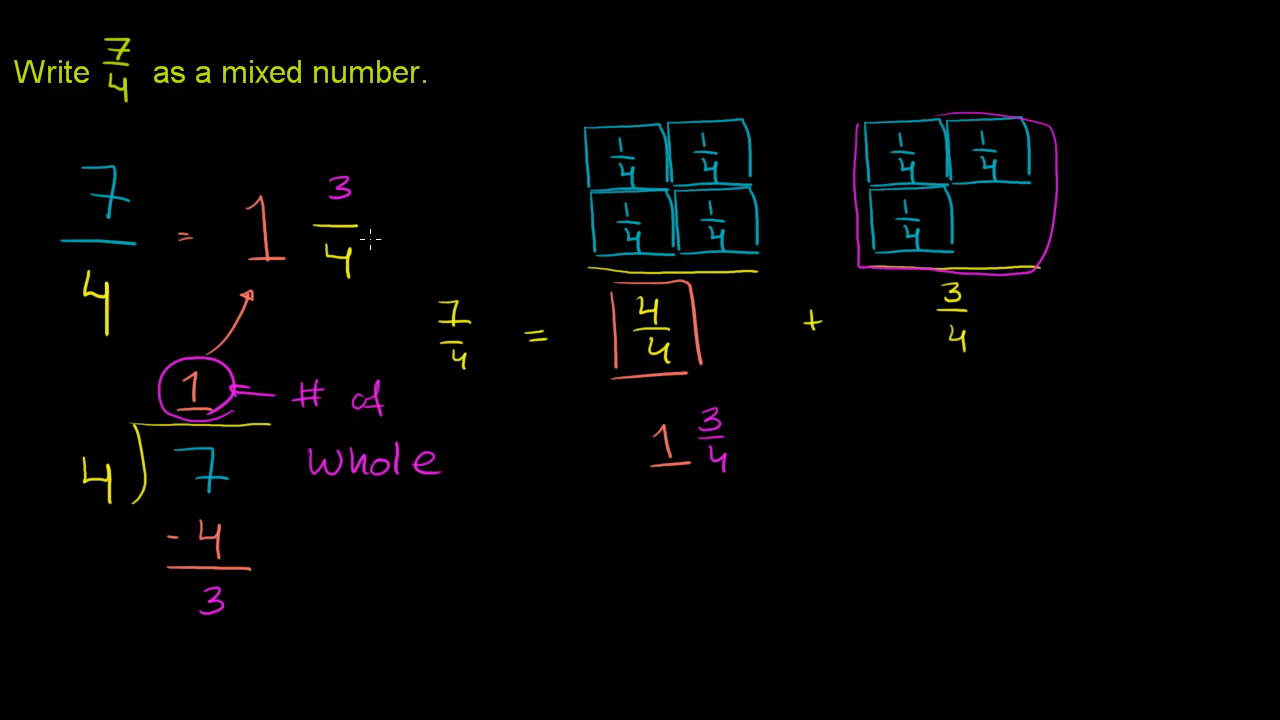 Write 7/4 as a mixed number.
7/4 = 1 3/4
1 # of
whole
4 ) 7
- 4
3
1/4 1/4
1/4 1/4
1/4 1/4
1/4
7/4 = 4/4 + 3/4
1 3/4